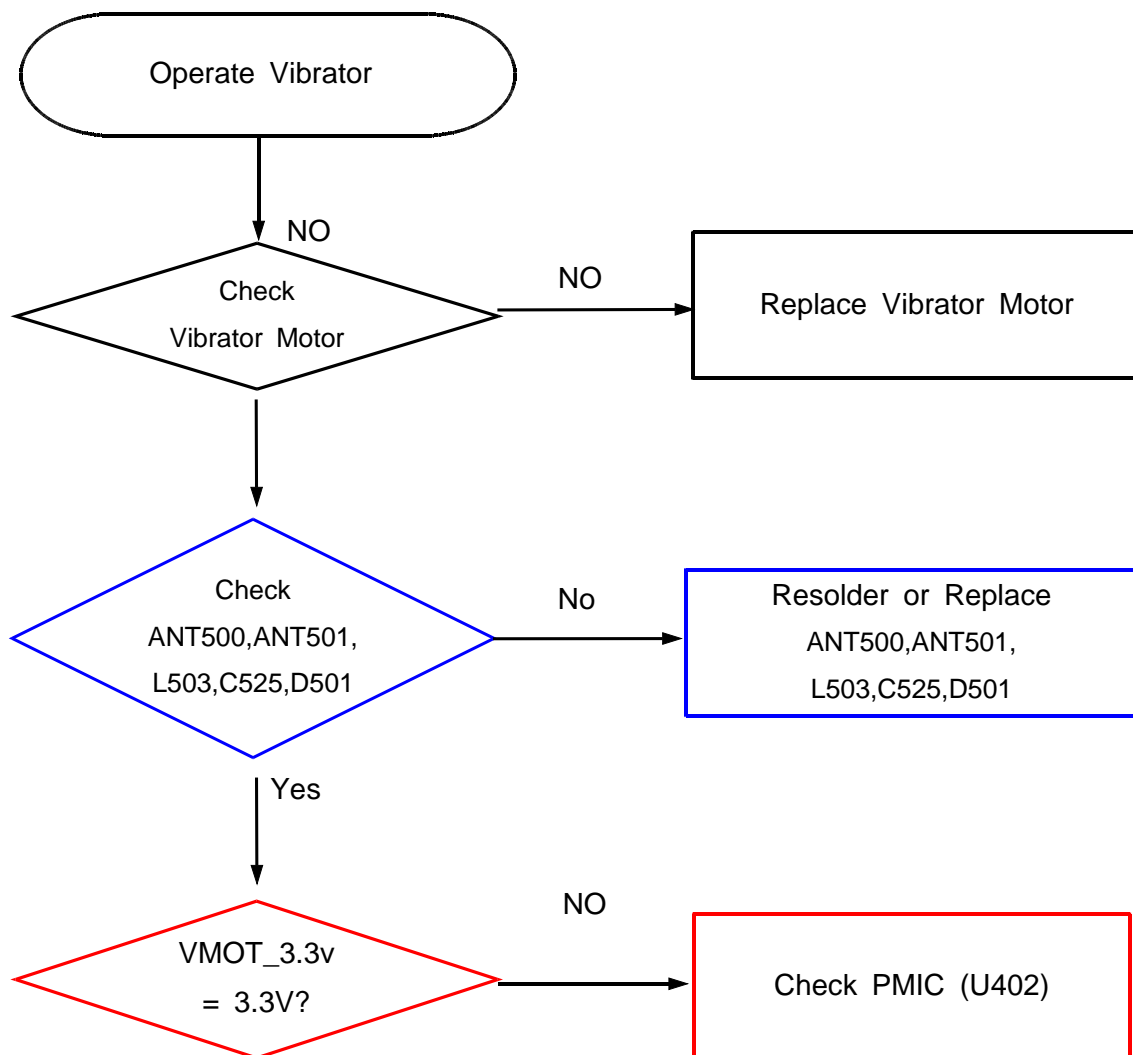 Operate Vibrator
NO
Check
Vibrator Motor
NO
Replace Vibrator Motor
Check
ANT500,ANT501,
L503,C525,D501
No
Resolder or Replace
ANT500,ANT501,
L503,C525,D501
Yes
VMOT_3.3v
= 3.3V?
NO
Check PMIC (U402)